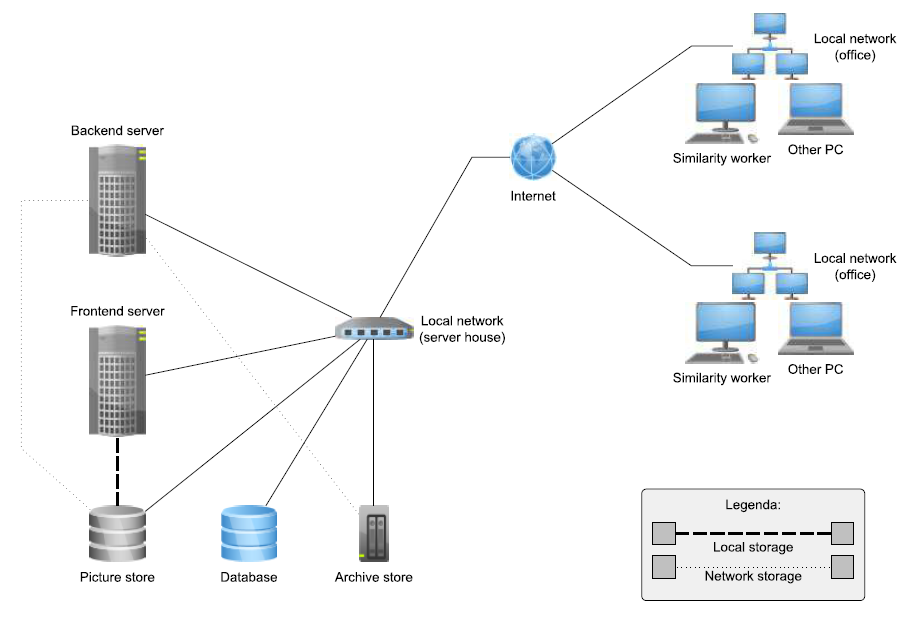 Local network
(office)
Backend server
Similarity worker
Other PC
Internet
Local network
(office)
Frontend server
Local network
(server house)
Similarity worker
Other PC
Legenda:
Local storage
Network storage
Picture store
Database
Archive store